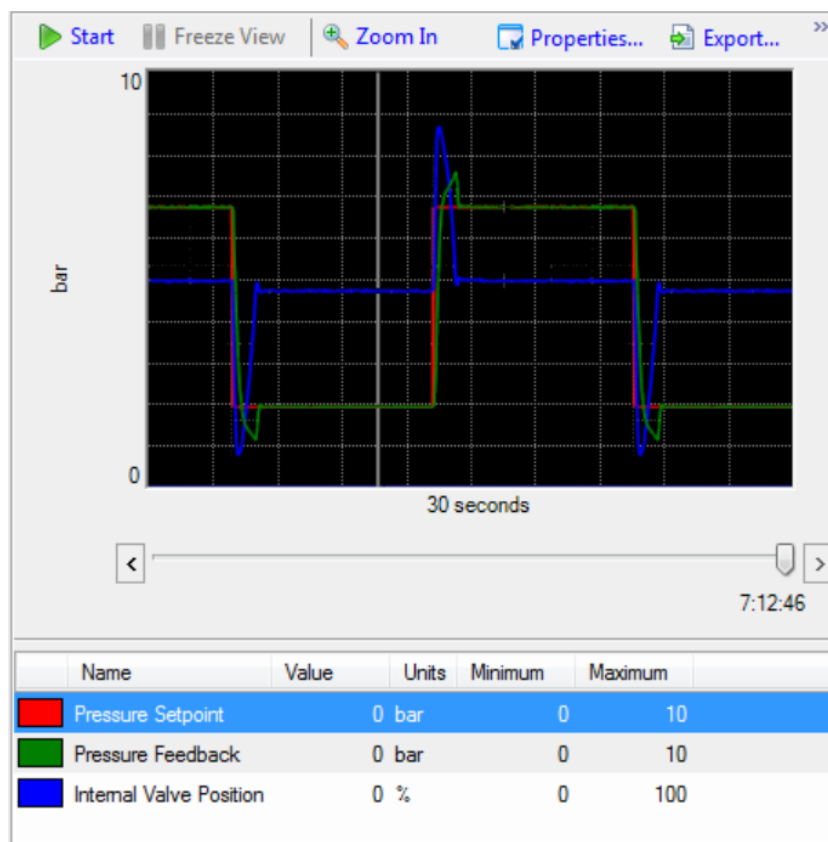 Start Freeze View Zoom In Properties... Export... »
10
bar
0
30 seconds
< >
7:12:46
Name Value Units Minimum Maximum
Pressure Setpoint 0 bar 0 10
Pressure Feedback 0 bar 0 10
Internal Valve Position 0 % 0 100